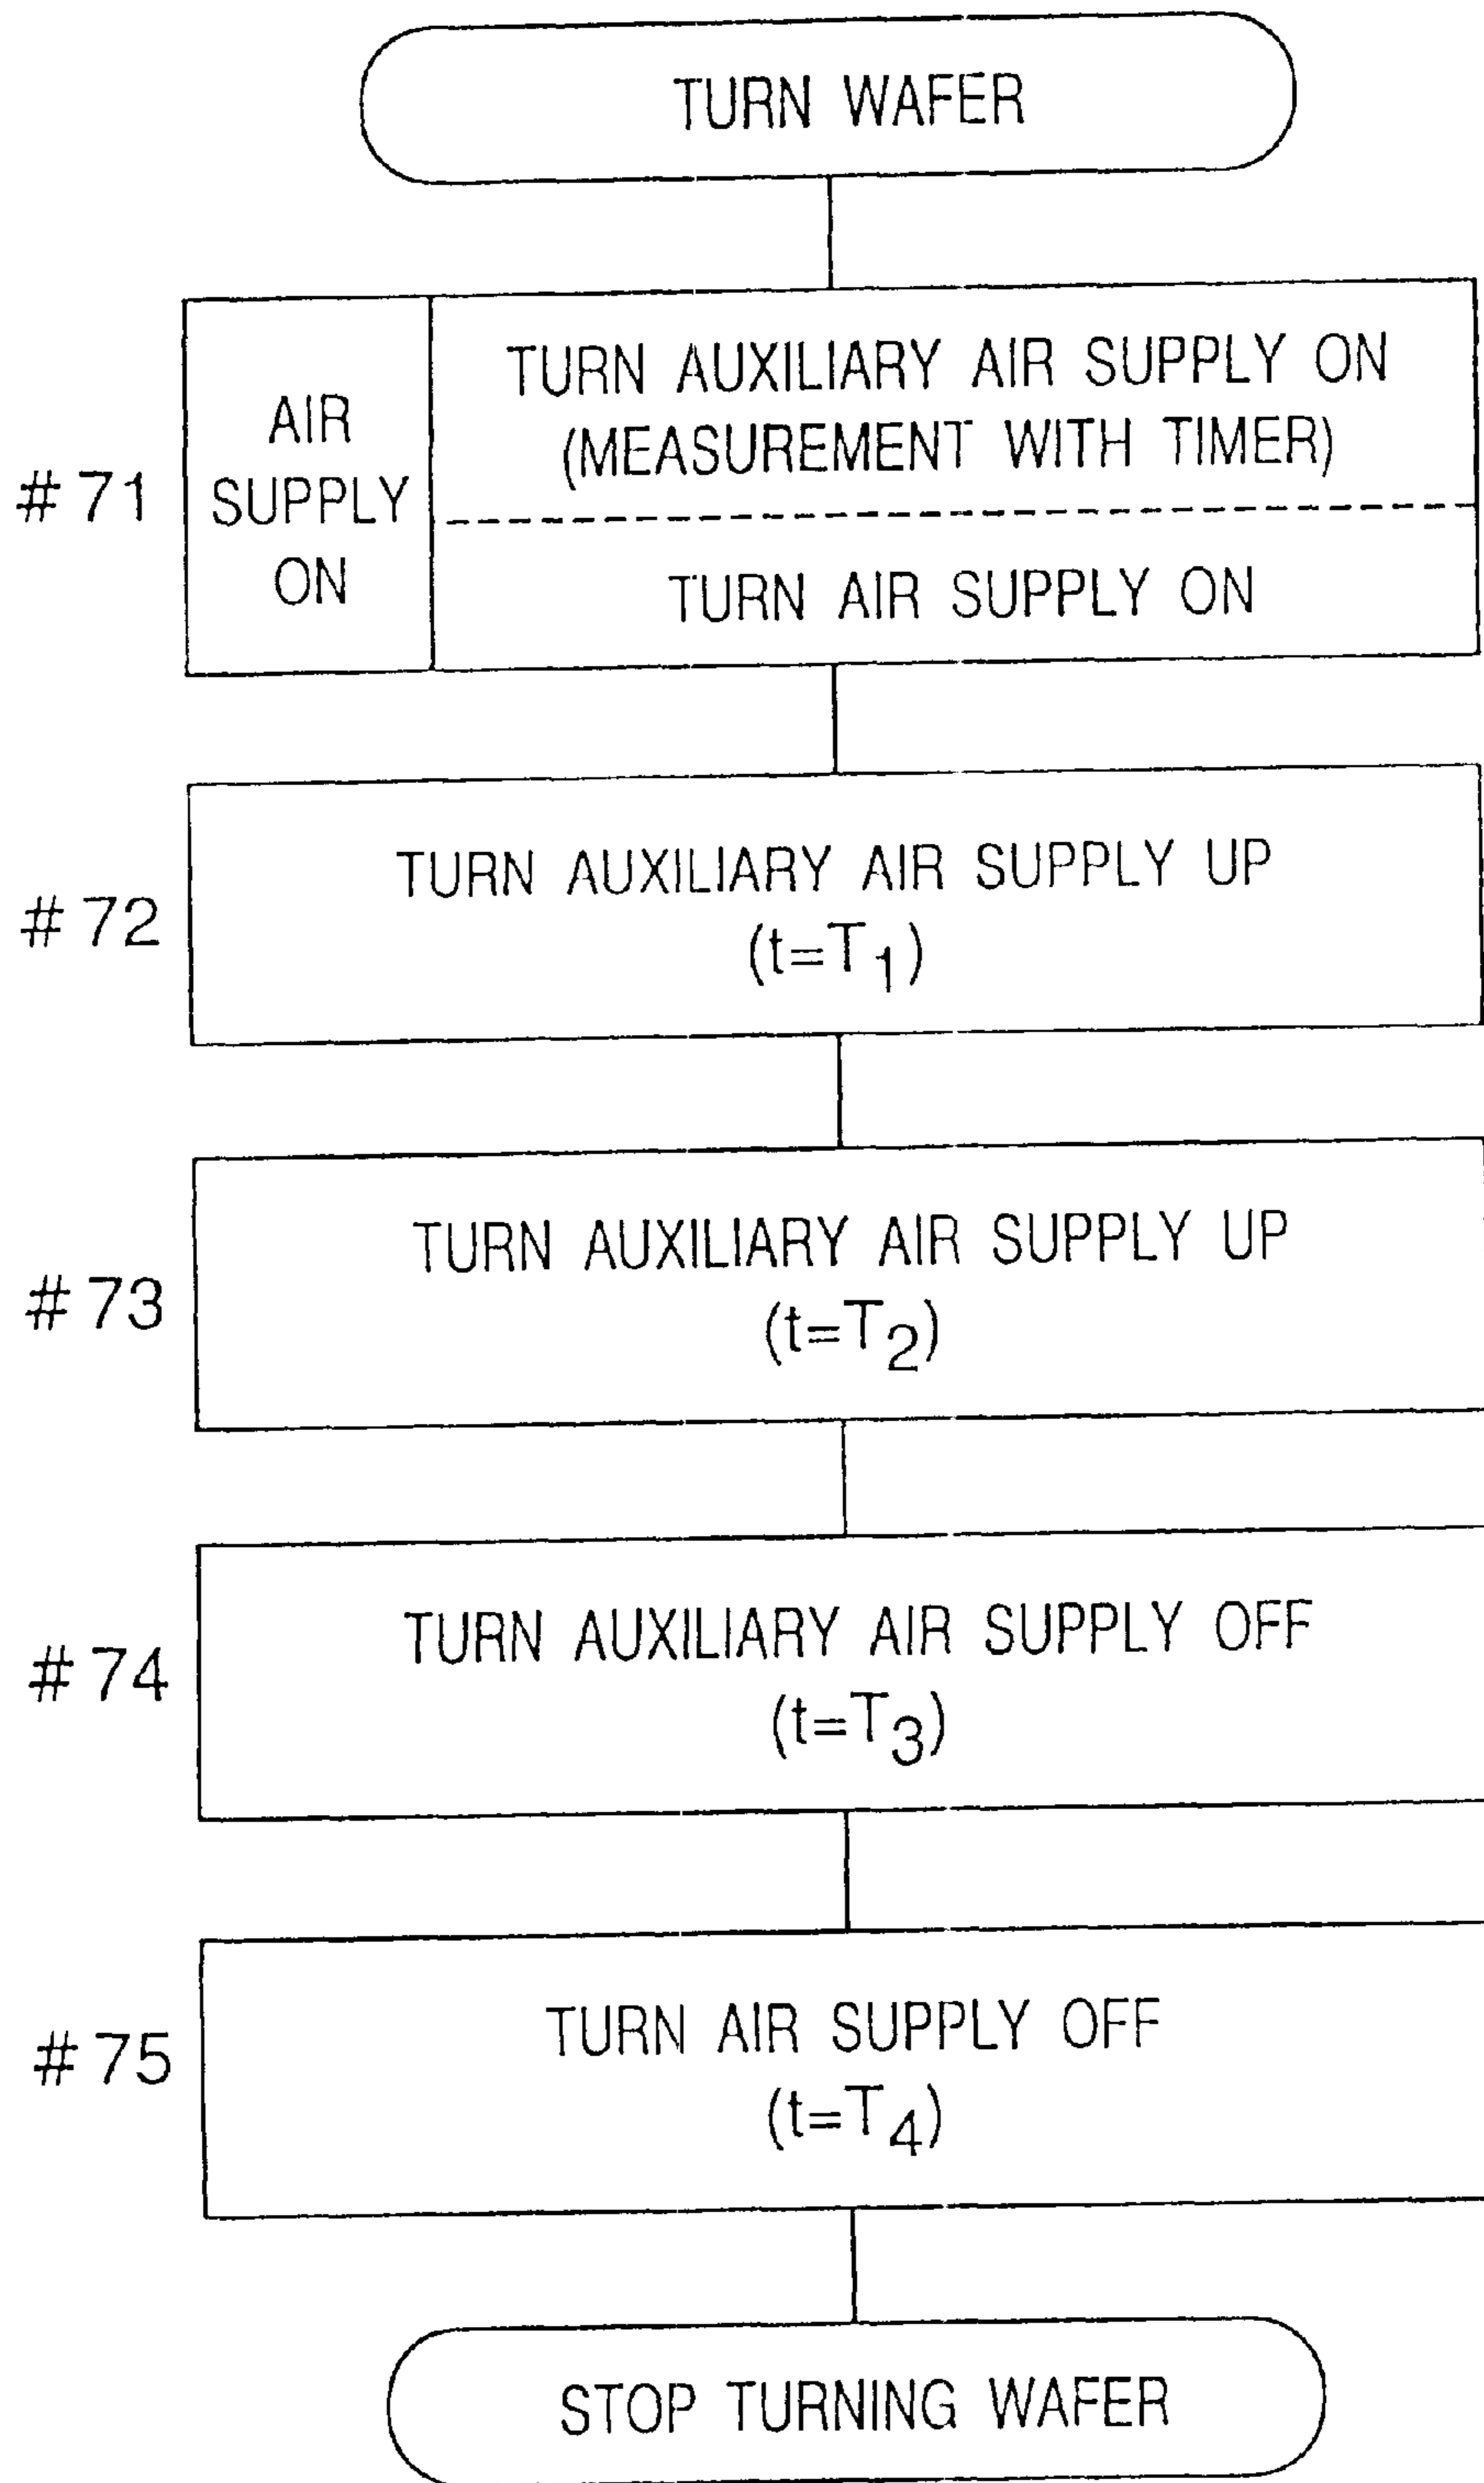 TURN WAFER
#71
AIR
SUPPLY
ON
TURN AUXILIARY AIR SUPPLY ON
(MEASUREMENT WITH TIMER)
TURN AIR SUPPLY ON
#72
TURN AUXILIARY AIR SUPPLY UP
(t=T1)
#73
TURN AUXILIARY AIR SUPPLY UP
(t=T2)
#74
TURN AUXILIARY AIR SUPPLY OFF
(t=T3)
#75
TURN AIR SUPPLY OFF
(t=T4)
STOP TURNING WAFER